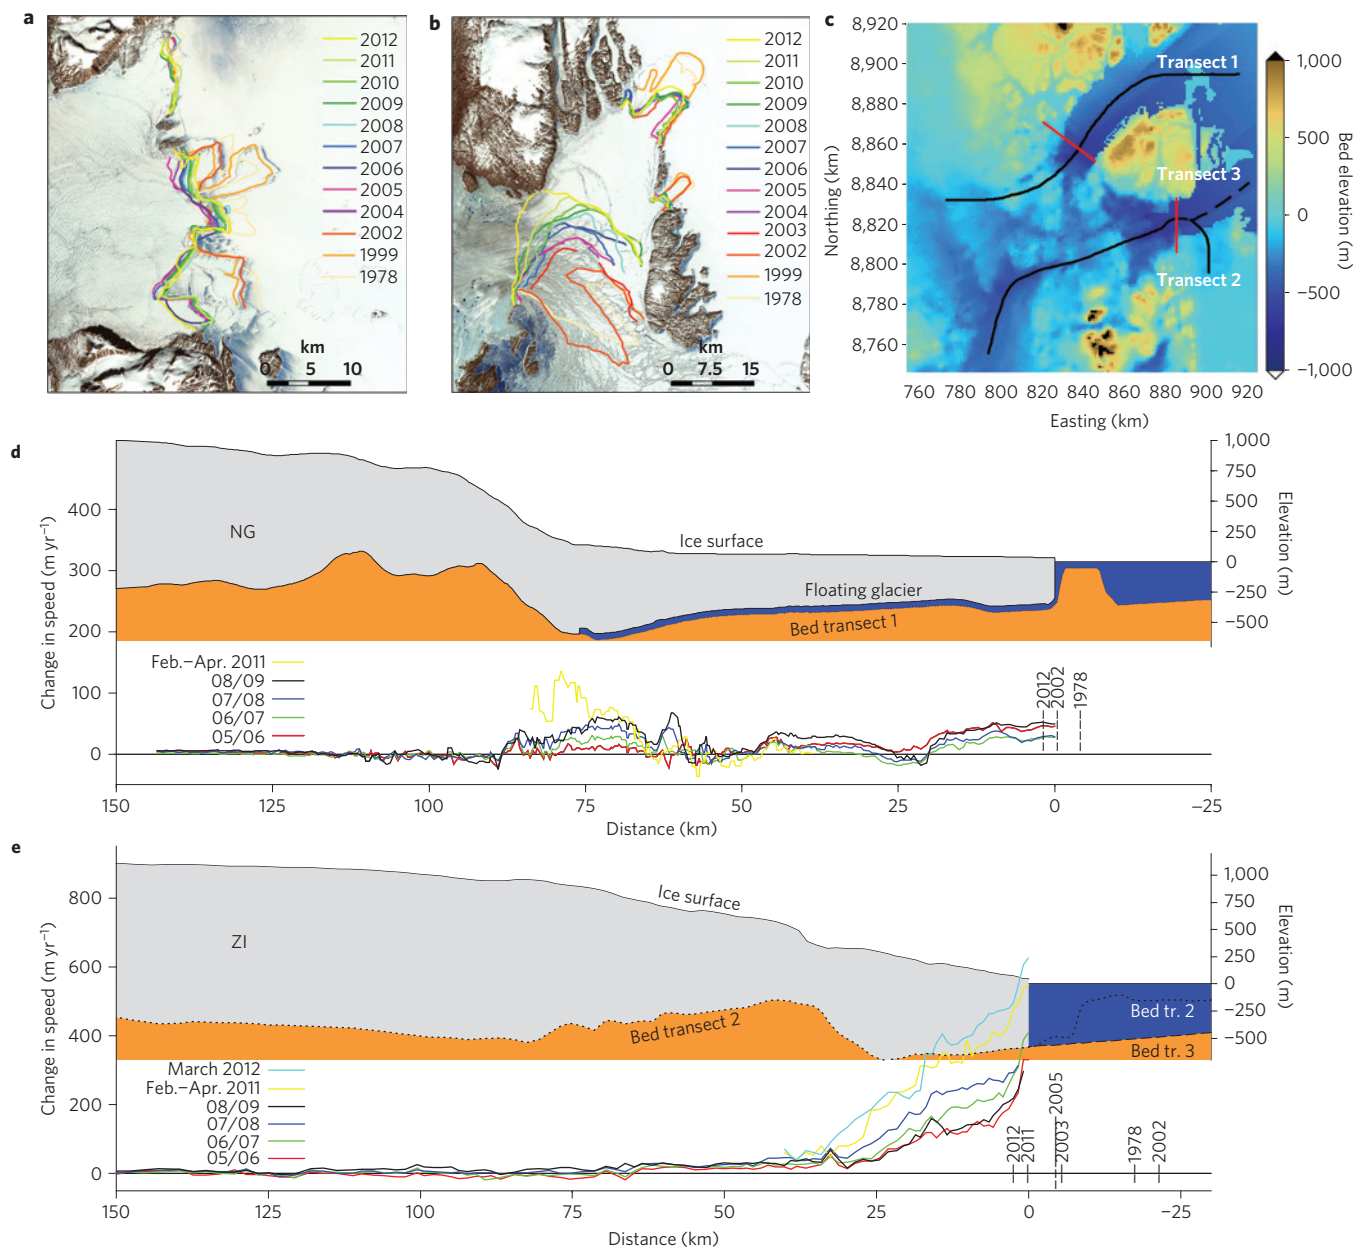 a
2012
2011
2010
2009
2008
2007
2006
2005
2004
2002
1999
1978
km
0 5 10
b
2012
2011
2010
2009
2008
2007
2006
2005
2004
2003
2002
1999
1978
km
0 7.5 15
c
8,920
8,900
8,880
8,860
8,840
8,820
8,800
8,780
8,760
Northing (km)
760 780 800 820 840 860 880 900 920
Easting (km)
Transect 1
Transect 3
Transect 2
1,000
500
0
−500
−1,000
Bed elevation (m)
d
Change in speed (m yr−1)
400
300
200
100
0
NG
Ice surface
Floating glacier
Bed transect 1
1,000
750
500
250
0
−250
−500
Elevation (m)
Feb.−Apr. 2011
08/09
07/08
06/07
05/06
2012
2002
1978
150 125 100 75 50 25 0 −25
Distance (km)
e
Change in speed (m yr−1)
800
600
400
200
0
ZI
Ice surface
Bed transect 2
Bed tr. 2
Bed tr. 3
1,000
750
500
250
0
−250
−500
Elevation (m)
March 2012
Feb.−Apr. 2011
08/09
07/08
06/07
05/06
2012
2011
2005
2003
1978
2002
150 125 100 75 50 25 0 −25
Distance (km)